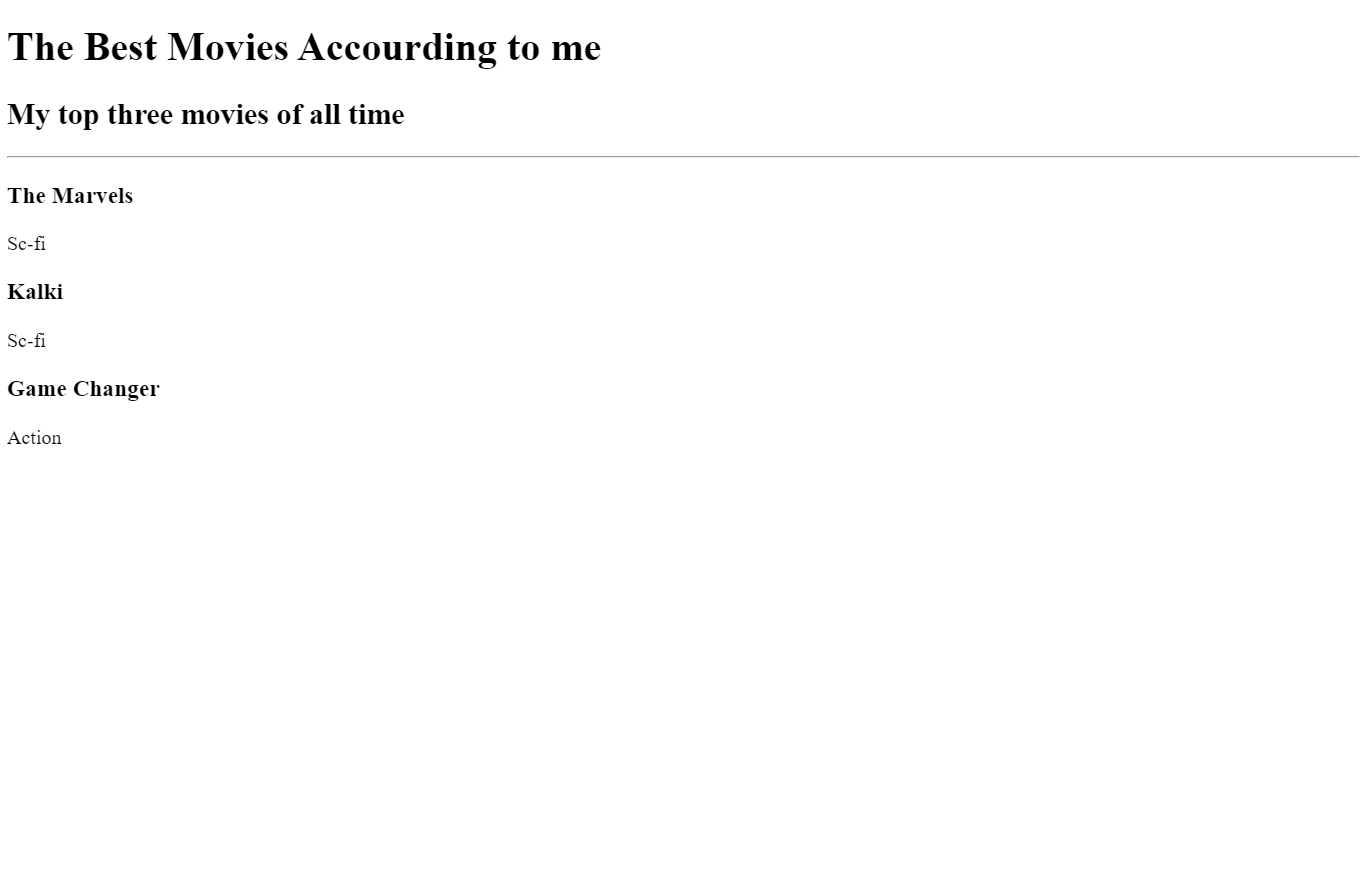 The Best Movies Accourding to me
My top three movies of all time
The Marvels
Sc-fi
Kalki
Sc-fi
Game Changer
Action